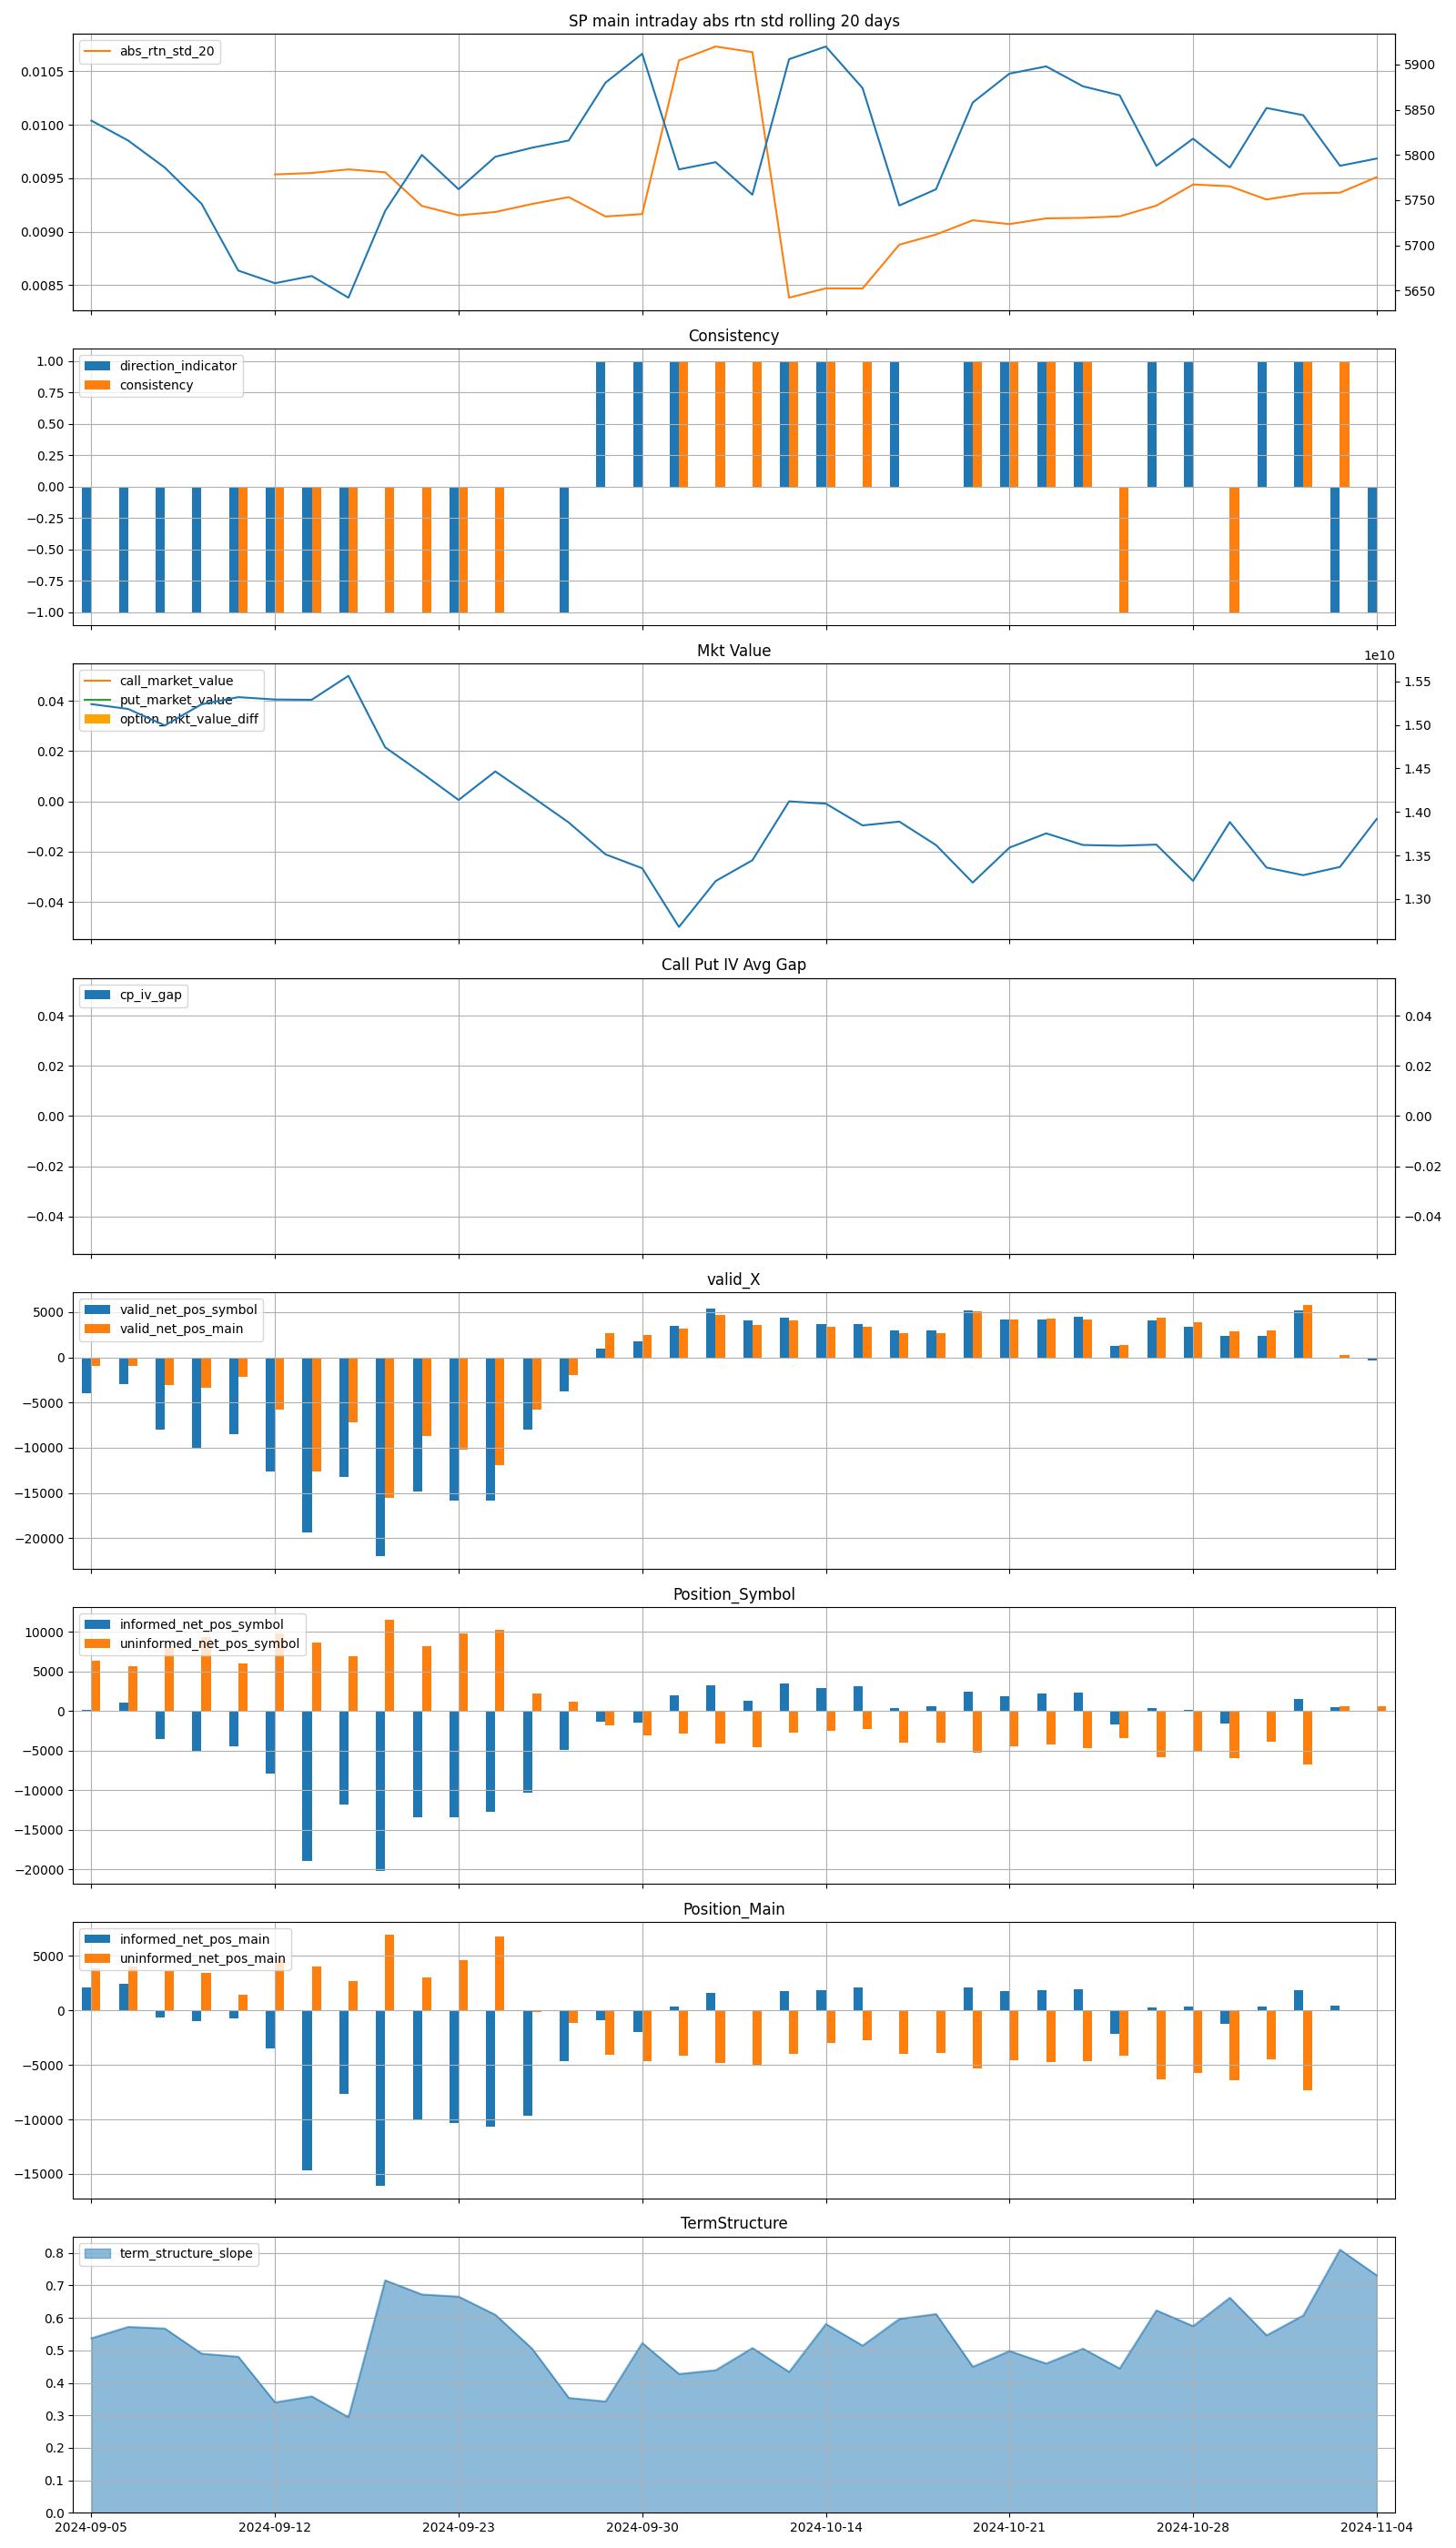 SP main intraday abs rtn std rolling 20 days
abs_rtn_std_20
0.0105
0.0100
0.0095
0.0090
0.0085
5900
5850
5800
5750
5700
5650
Consistency
direction_indicator
consistency
1.00
0.75
0.50
0.25
0.00
−0.25
−0.50
−0.75
−1.00
Mkt Value
1e10
call_market_value
put_market_value
option_mkt_value_diff
0.04
0.02
0.00
−0.02
−0.04
1.55
1.50
1.45
1.40
1.35
1.30
Call Put IV Avg Gap
cp_iv_gap
0.04
0.02
0.00
−0.02
−0.04
0.04
0.02
0.00
−0.02
−0.04
valid_X
valid_net_pos_symbol
valid_net_pos_main
5000
0
−5000
−10000
−15000
−20000
Position_Symbol
informed_net_pos_symbol
uninformed_net_pos_symbol
10000
5000
0
−5000
−10000
−15000
−20000
Position_Main
informed_net_pos_main
uninformed_net_pos_main
5000
0
−5000
−10000
−15000
TermStructure
term_structure_slope
0.8
0.7
0.6
0.5
0.4
0.3
0.2
0.1
0.0
2024-09-05 2024-09-12 2024-09-23 2024-09-30 2024-10-14 2024-10-21 2024-10-28 2024-11-04